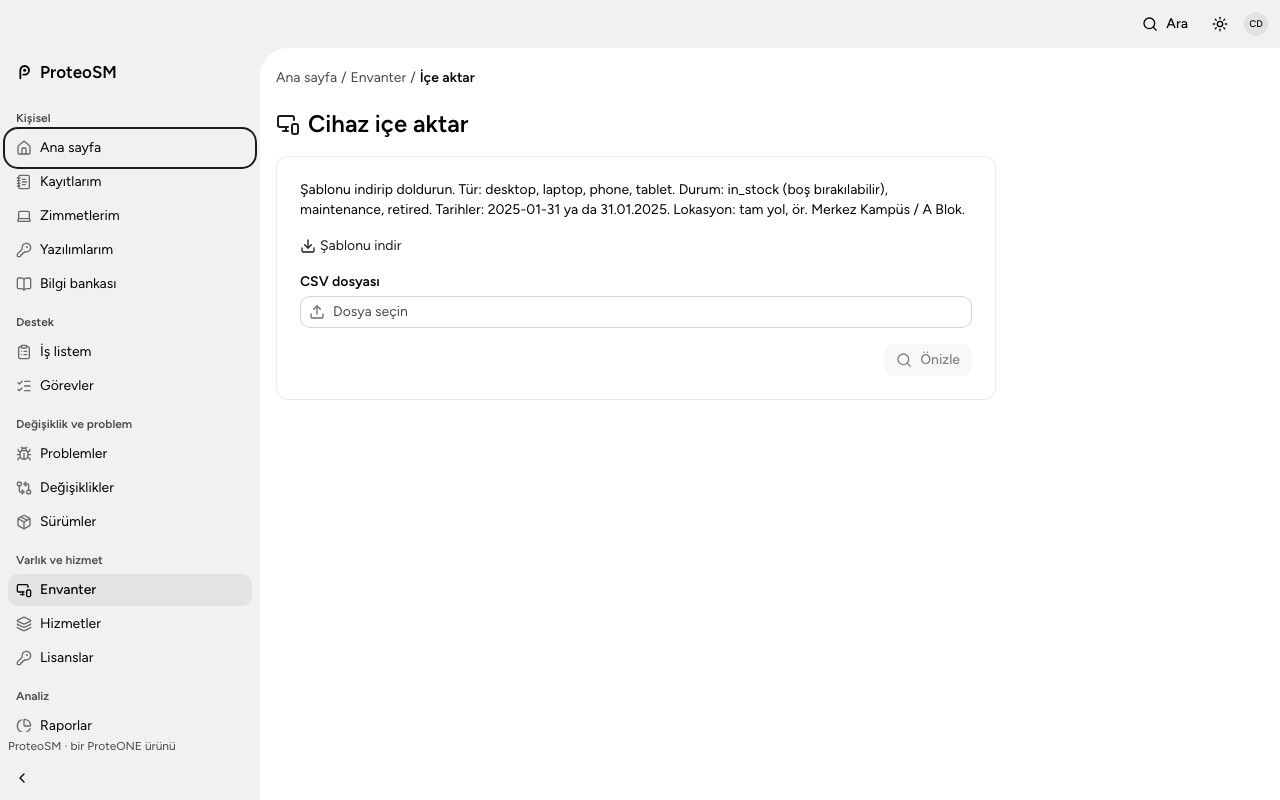 Ara
CD
ProteoSM
Kişisel
Ana sayfa
Kayıtlarım
Zimmetlerim
Yazılımlarım
Bilgi bankası
Destek
İş listem
Görevler
Değişiklik ve problem
Problemler
Değişiklikler
Sürümler
Varlık ve hizmet
Envanter
Hizmetler
Lisanslar
Analiz
Raporlar
ProteoSM · bir ProteONE ürünü
Ana sayfa / Envanter / İçe aktar
Cihaz içe aktar
Şablonu indirip doldurun. Tür: desktop, laptop, phone, tablet. Durum: in_stock (boş bırakılabilir),
maintenance, retired. Tarihler: 2025-01-31 ya da 31.01.2025. Lokasyon: tam yol, ör. Merkez Kampüs / A Blok.
Şablonu indir
CSV dosyası
Dosya seçin
Önizle